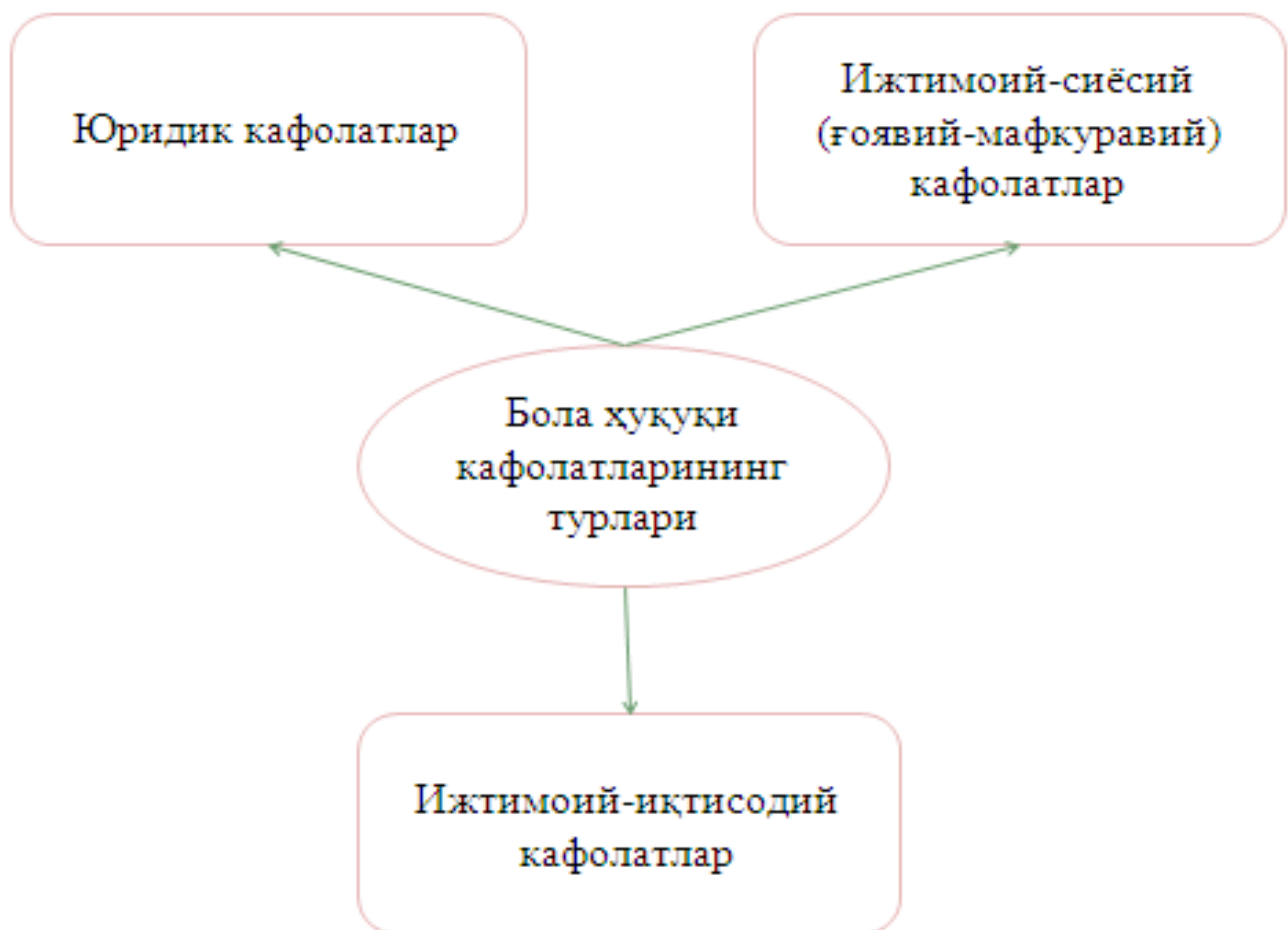 Юридик кафолатлар
Ижтимоий-сиёсий
(ғоявий-мафкуравий)
кафолатлар
Бола ҳуқуқи
кафолатларининг
турлари
Ижтимоий-иқтисодий
кафолатлар